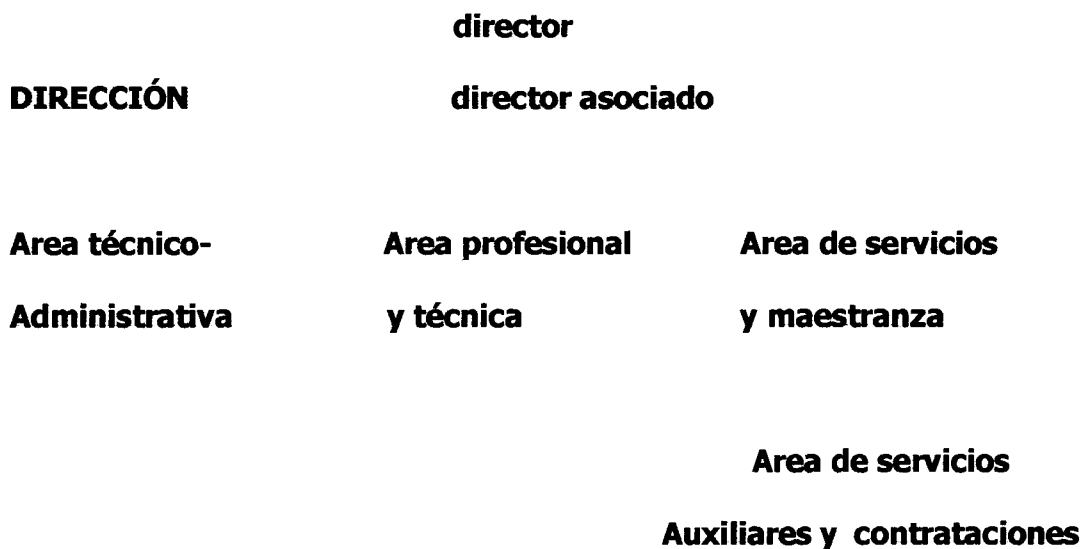 director
DIRECCIÓN director asociado
Area técnico- Area profesional Area de servicios
Administrativa y técnica y maestranza
Area de servicios
Auxiliares y contrataciones